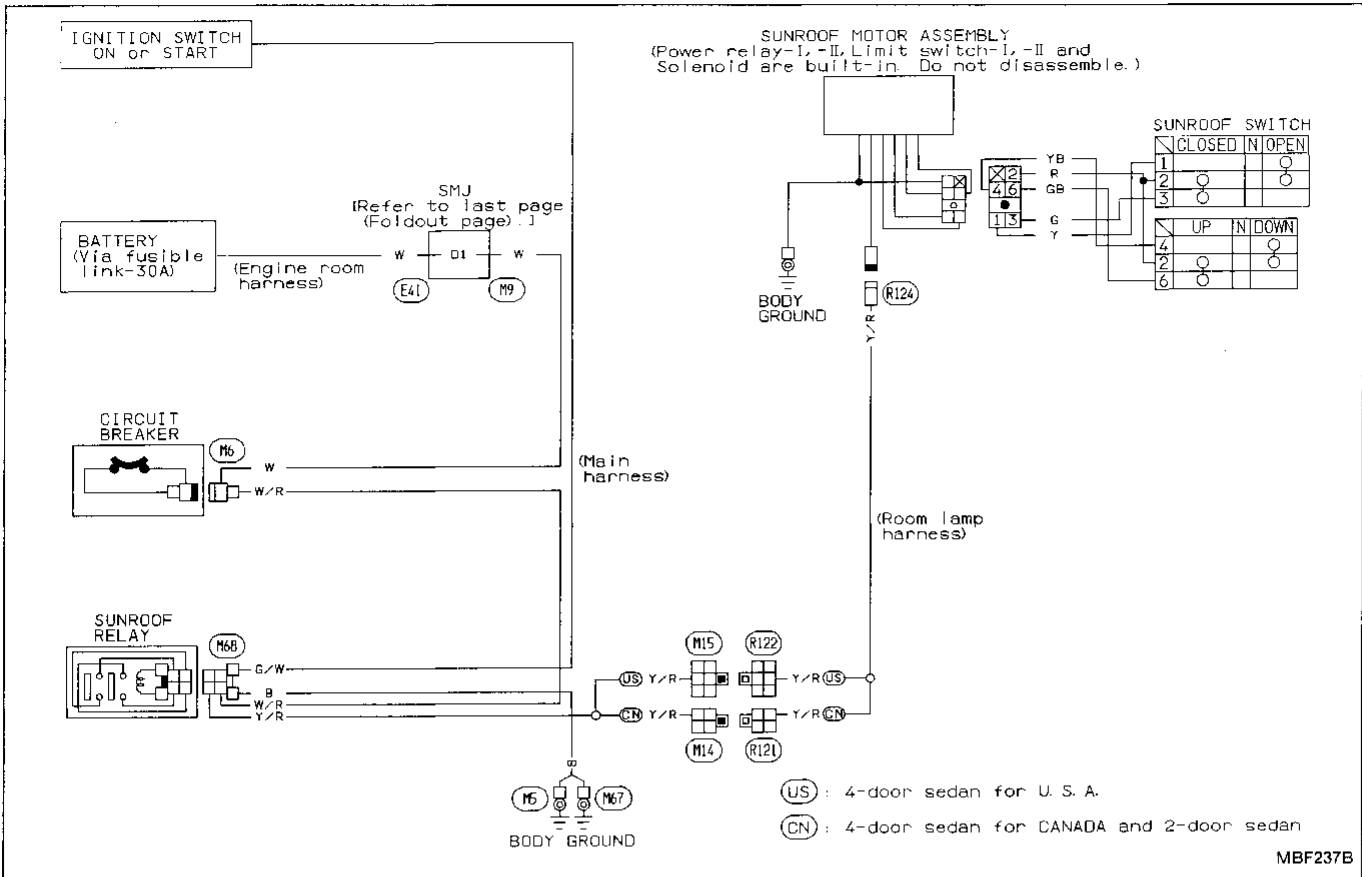 IGNITION SWITCH
ON or START
SUNROOF MOTOR ASSEMBLY
(Power relay-I, -II, Limit switch-I, -II and
Solenoid are built-in. Do not disassemble.)
SUNROOF SWITCH
CLOSED N OPEN
1
2
3
UP N DOWN
4
2
6
YB
R
GB
G
Y
2
4 6
1 3
SMJ
[Refer to last page
(Foldout page).]
BATTERY
(Via fusible
link-30A)
(Engine room
harness)
W D1 W
E41 M9
BODY
GROUND
R124
Y/R
CIRCUIT
BREAKER
M6
W
W/R
(Main
harness)
(Room lamp
harness)
SUNROOF
RELAY
M68
G/W
B
W/R
Y/R
M15 R122
US Y/R Y/R US
CN Y/R Y/R CN
M14 R121
B
M5 M67
BODY GROUND
US : 4-door sedan for U. S. A.
CN : 4-door sedan for CANADA and 2-door sedan
MBF237B